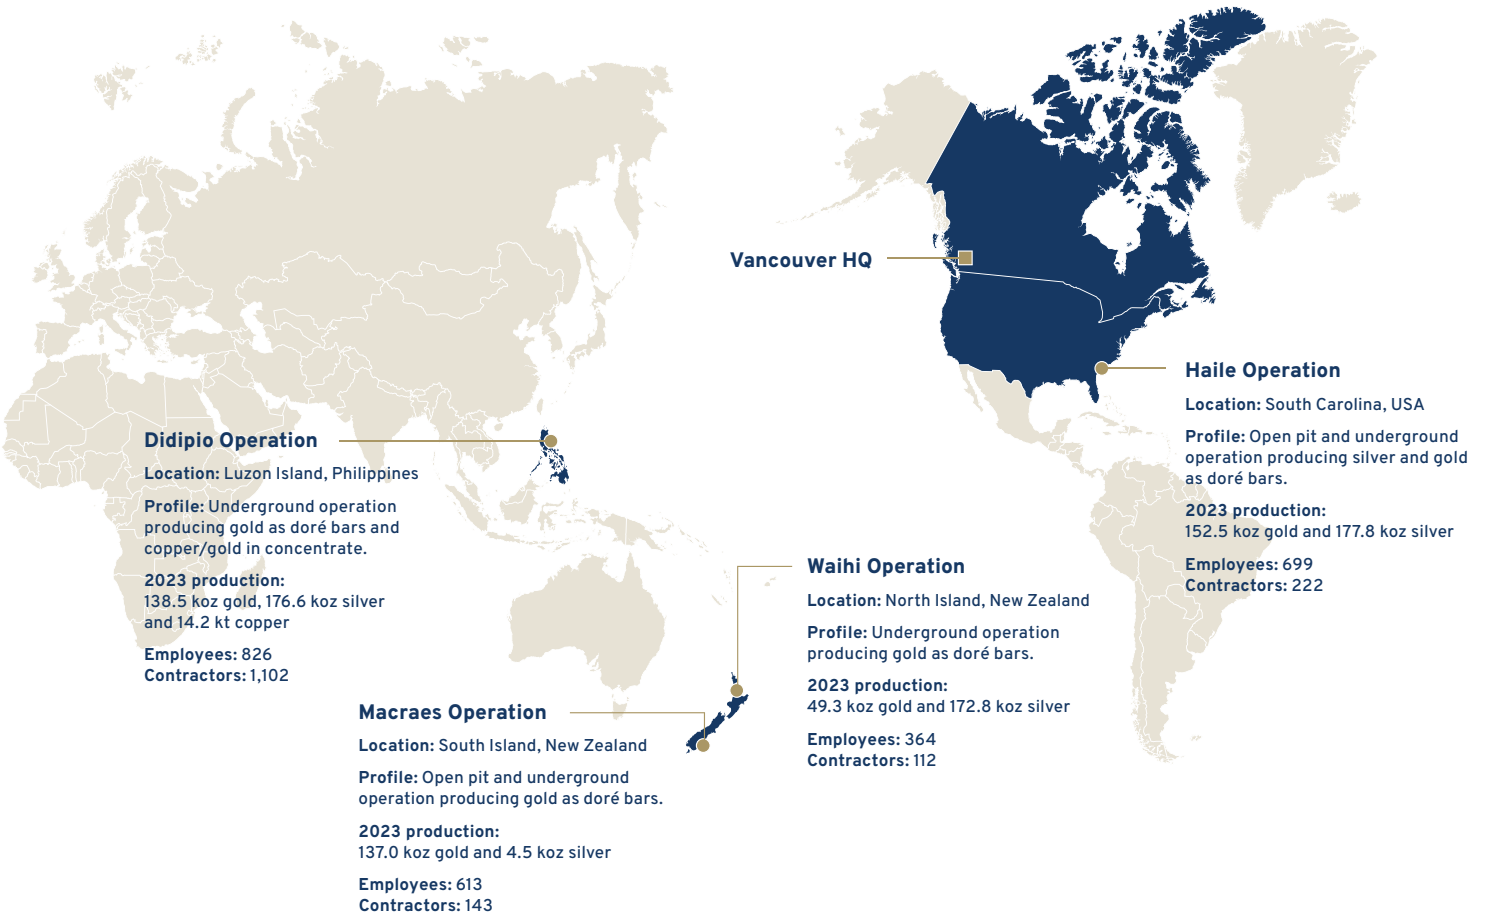 Vancouver HQ
Haile Operation
Location: South Carolina, USA
Profile: Open pit and underground
operation producing silver and gold
as doré bars.
2023 production:
152.5 koz gold and 177.8 koz silver
Employees: 699
Contractors: 222
Didipio Operation
Location: Luzon Island, Philippines
Profile: Underground operation
producing gold as doré bars and
copper/gold in concentrate.
2023 production:
138.5 koz gold, 176.6 koz silver
and 14.2 kt copper
Employees: 826
Contractors: 1,102
Waihi Operation
Location: North Island, New Zealand
Profile: Underground operation
producing gold as doré bars.
2023 production:
49.3 koz gold and 172.8 koz silver
Employees: 364
Contractors: 112
Macraes Operation
Location: South Island, New Zealand
Profile: Open pit and underground
operation producing gold as doré bars.
2023 production:
137.0 koz gold and 4.5 koz silver
Employees: 613
Contractors: 143